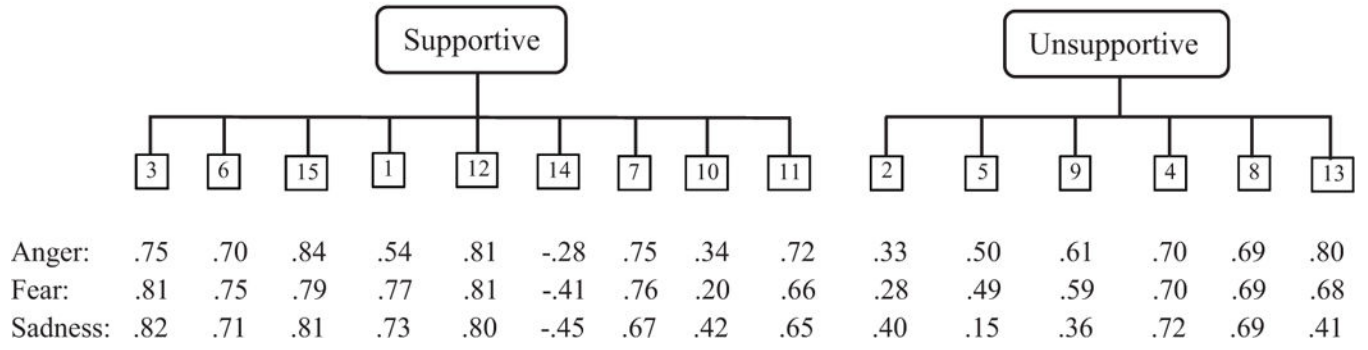 Supportive Unsupportive
3 6 15 1 12 14 7 10 11 2 5 9 4 8 13
Anger: .75 .70 .84 .54 .81 -.28 .75 .34 .72 .33 .50 .61 .70 .69 .80
Fear: .81 .75 .79 .77 .81 -.41 .76 .20 .66 .28 .49 .59 .70 .69 .68
Sadness: .82 .71 .81 .73 .80 -.45 .67 .42 .65 .40 .15 .36 .72 .69 .41